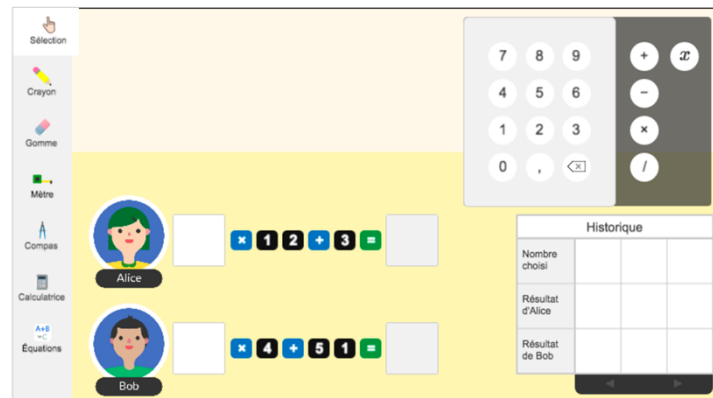 Sélection
Crayon
Gomme
Mètre
Compas
Calculatrice
A+B
=C
Équations
7 8 9 + x
4 5 6 −
1 2 3 ×
0 , /
Alice
× 1 2 + 3 =
Bob
× 4 + 5 1 =
Historique
Nombre
choisi
Résultat
d'Alice
Résultat
de Bob